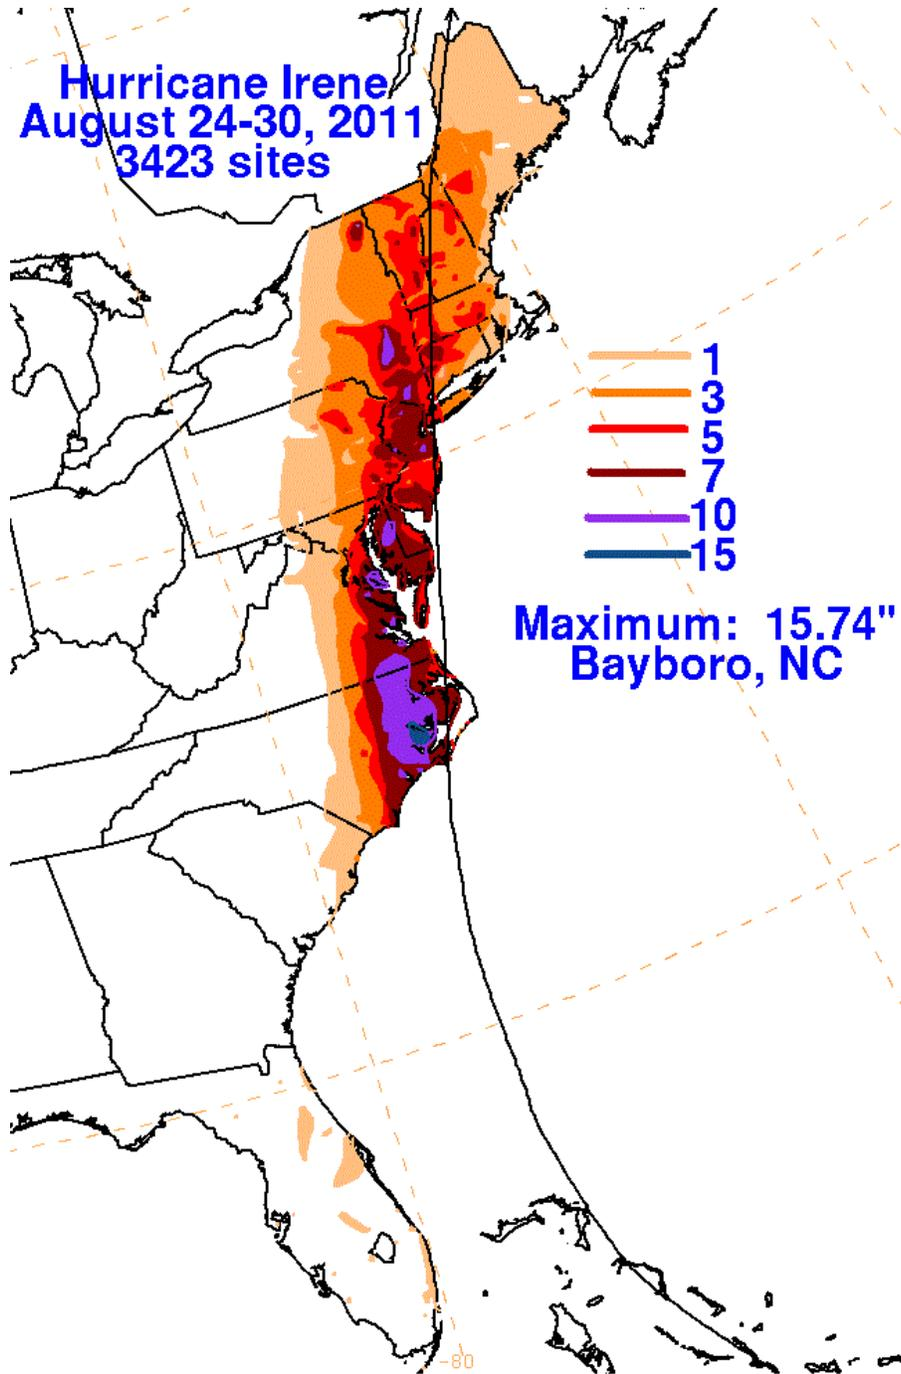 Hurricane Irene
August 24-30, 2011
3423 sites
1
3
5
7
10
15
Maximum: 15.74"
Bayboro, NC
-80